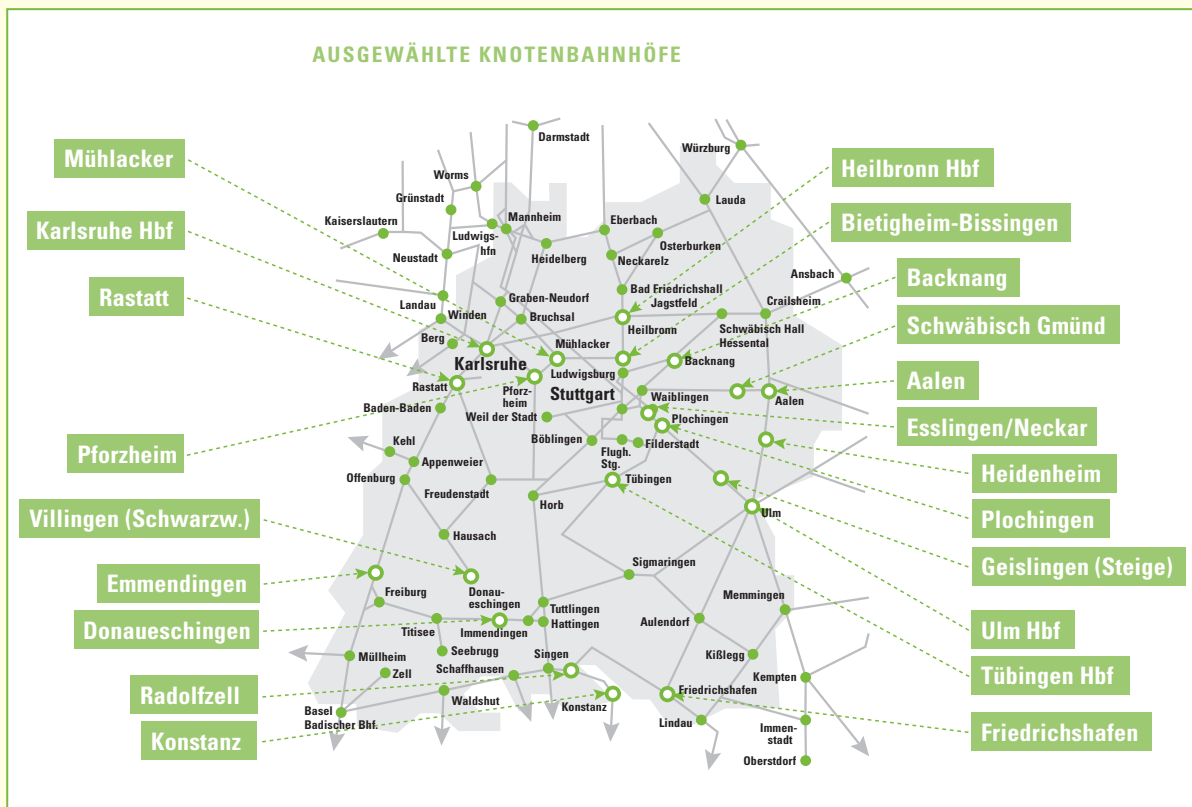 AUSGEWÄHLTE KNOTENBAHNHÖFE
Mühlacker
Karlsruhe Hbf
Rastatt
Pforzheim
Villingen (Schwarzw.)
Emmendingen
Donaueschingen
Radolfzell
Konstanz
Darmstadt
Würzburg
Worms
Grünstadt
Lauda
Kaiserslautern
Mannheim
Eberbach
Ludwigs-
hfn
Osterburken
Neustadt
Heidelberg
Neckarelz
Ansbach
Landau
Graben-Neudorf
Bad Friedrichshall
Jagstfeld
Crailsheim
Winden
Bruchsal
Heilbronn
Schwäbisch Hall
Hessental
Berg
Mühlacker
Karlsruhe
Backnang
Ludwigsburg
Rastatt
Pforz-
heim
Stuttgart
Waiblingen
Aalen
Baden-Baden
Weil der Stadt
Plochingen
Kehl
Böblingen
Filderstadt
Flugh.
Stg.
Appenweier
Offenburg
Freudenstadt
Tübingen
Horb
Ulm
Hausach
Sigmaringen
Donau-
eschingen
Freiburg
Memmingen
Tuttlingen
Hattingen
Aulendorf
Titisee
Immendingen
Seebrugg
Müllheim
Singen
Kißlegg
Schaffhausen
Zell
Kempten
Friedrichshafen
Waldshut
Konstanz
Basel
Badischer Bhf.
Lindau
Immen-
stadt
Oberstdorf
Heilbronn Hbf
Bietigheim-Bissingen
Backnang
Schwäbisch Gmünd
Aalen
Esslingen/Neckar
Heidenheim
Plochingen
Geislingen (Steige)
Ulm Hbf
Tübingen Hbf
Friedrichshafen